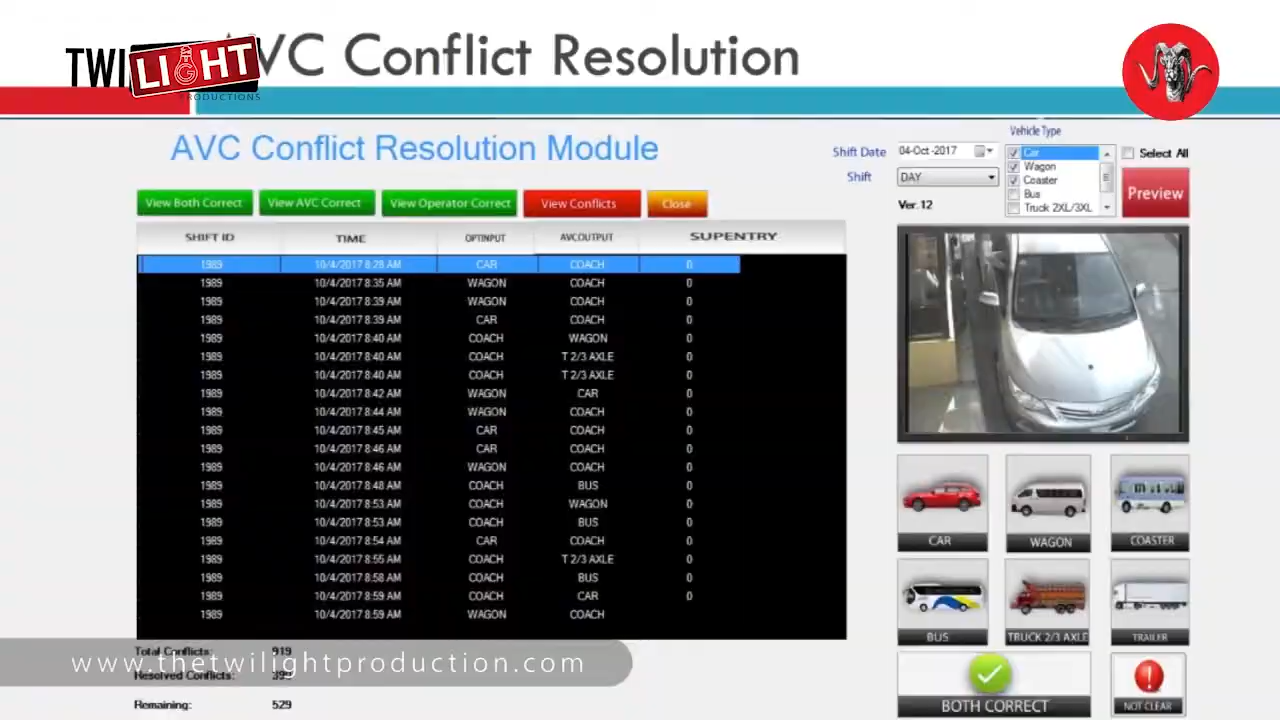 AVC Conflict Resolution
TWILIGHT
PRODUCTIONS
AVC Conflict Resolution Module
Shift Date 04-Oct-2017
Shift DAY
Ver. 12
Vehicle Type
Car
Wagon
Coaster
Bus
Truck 2XL/3XL
Select All
Preview
View Both Correct View AVC Correct View Operator Correct View Conflicts Close
SHIFT ID TIME OPTINPUT AVCOUTPUT SUPENTRY
1989 10/4/2017 8:29 AM CAR COACH 0
1989 10/4/2017 8:35 AM WAGON COACH 0
1989 10/4/2017 8:39 AM WAGON COACH 0
1989 10/4/2017 8:39 AM CAR COACH 0
1989 10/4/2017 8:40 AM COACH WAGON 0
1989 10/4/2017 8:40 AM COACH T 2/3 AXLE 0
1989 10/4/2017 8:40 AM COACH T 2/3 AXLE 0
1989 10/4/2017 8:42 AM WAGON CAR 0
1989 10/4/2017 8:44 AM WAGON COACH 0
1989 10/4/2017 8:45 AM CAR COACH 0
1989 10/4/2017 8:46 AM CAR COACH 0
1989 10/4/2017 8:46 AM WAGON COACH 0
1989 10/4/2017 8:48 AM COACH BUS 0
1989 10/4/2017 8:53 AM COACH WAGON 0
1989 10/4/2017 8:53 AM COACH BUS 0
1989 10/4/2017 8:54 AM CAR COACH 0
1989 10/4/2017 8:55 AM COACH T 2/3 AXLE 0
1989 10/4/2017 8:58 AM COACH BUS 0
1989 10/4/2017 8:59 AM COACH CAR 0
1989 10/4/2017 8:59 AM WAGON COACH
CAR WAGON COASTER
BUS TRUCK 2/3 AXLE TRAILER
BOTH CORRECT NOT CLEAR
Total Conflicts: 919
www.thetwilightproduction.com
Resolved Conflicts:
Remaining: 529